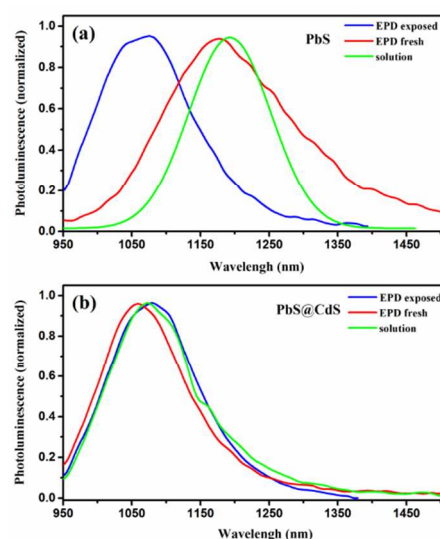 (a)
PbS
EPD exposed
EPD fresh
solution
Photoluminescence (normalized)
1.0
0.8
0.6
0.4
0.2
0.0
950 1050 1150 1250 1350 1450
Wavelengh (nm)
(b)
PbS@CdS
EPD exposed
EPD fresh
solution
Photoluminescence (normalized)
1.0
0.8
0.6
0.4
0.2
0.0
950 1050 1150 1250 1350 1450
Wavelengh (nm)